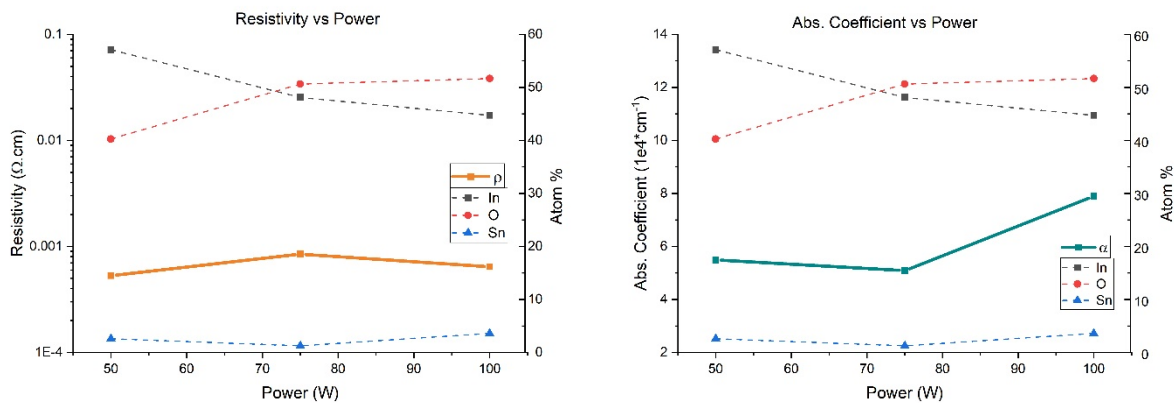 Resistivity vs Power
0.1
0.01
0.001
1E−4
Resistivity (Ω.cm)
60
50
40
30
20
10
0
Atom %
ρ
In
O
Sn
50 60 70 80 90 100
Power (W)
Abs. Coefficient vs Power
14
12
10
8
6
4
2
Abs. Coefficient (1e4*cm⁻¹)
60
50
40
30
20
10
0
Atom %
α
In
O
Sn
50 60 70 80 90 100
Power (W)